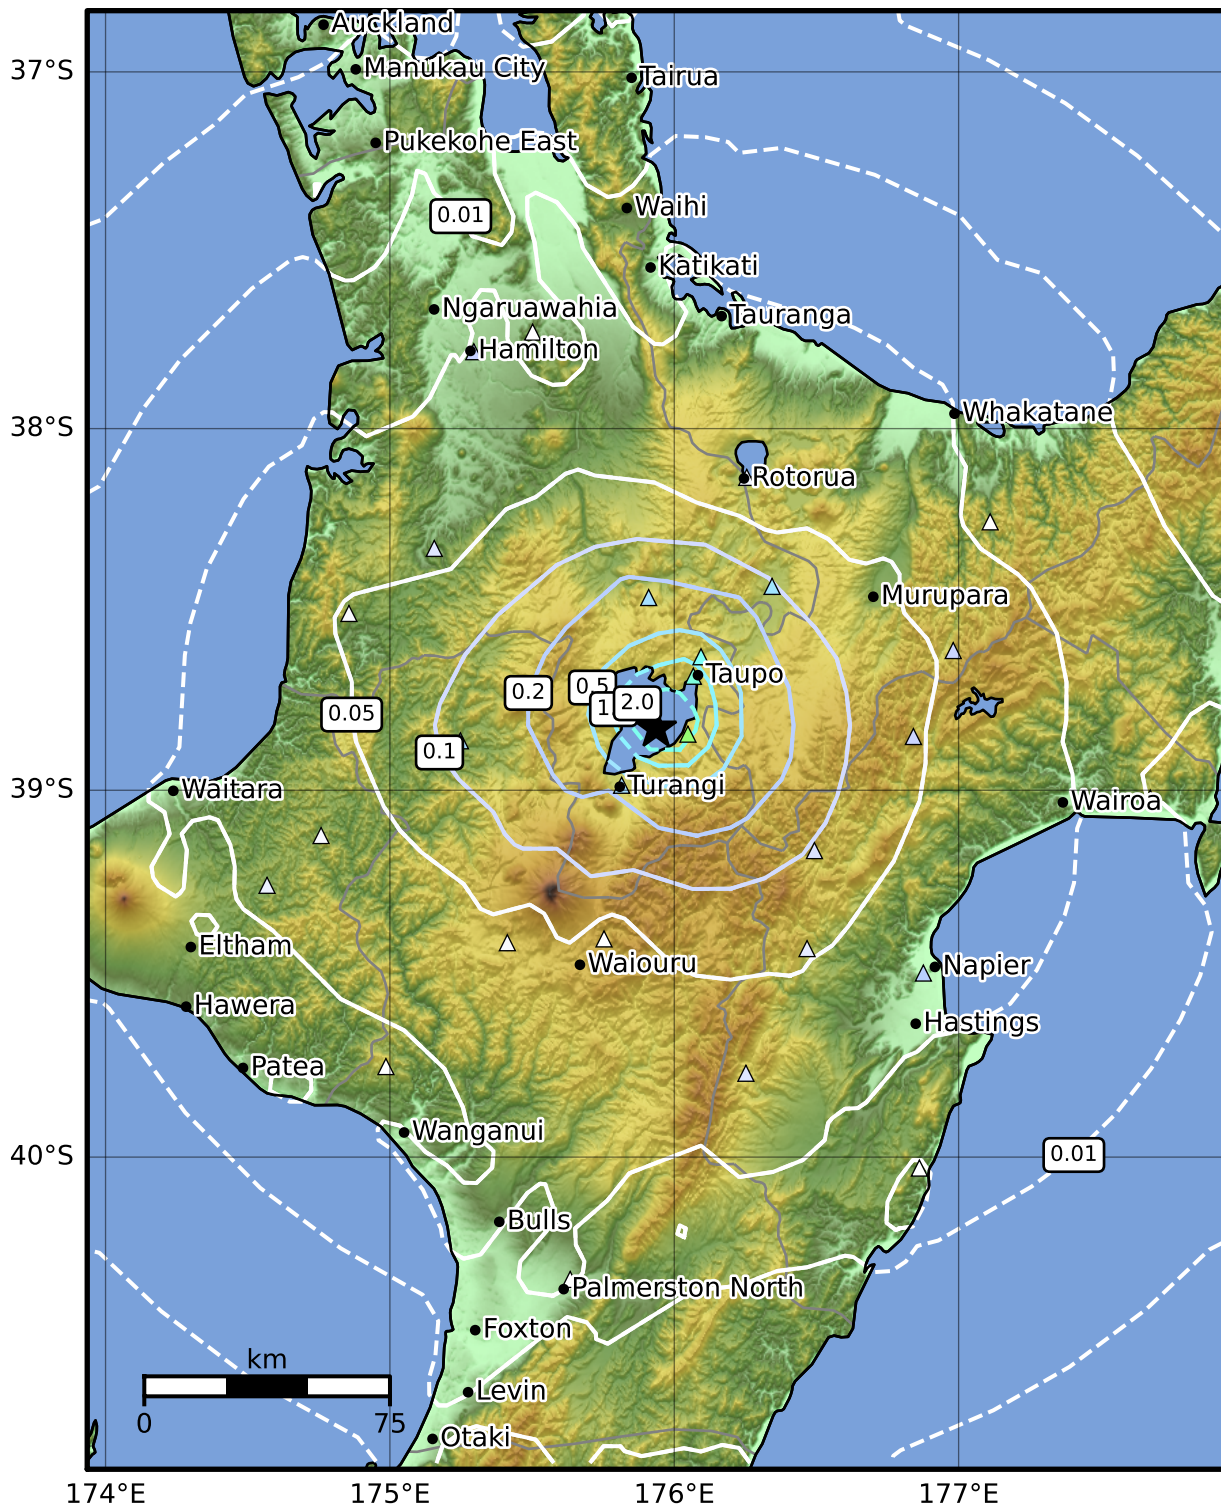 Auckland
Manukau City
37°S
Tairua
Pukekohe East
Waihi
0.01
Katikati
Ngaruawahia
Tauranga
Hamilton
Whakatane
38°S
Rotorua
Murupara
Taupo
0.5
0.2
2.0
1
0.05
0.1
Turangi
39°S
Waitara
Wairoa
Eltham
Waiouru
Napier
Hawera
Hastings
Patea
Wanganui
40°S
0.01
Bulls
Palmerston North
Foxton
km
Levin
0
75
Otaki
174°E
175°E
176°E
177°E